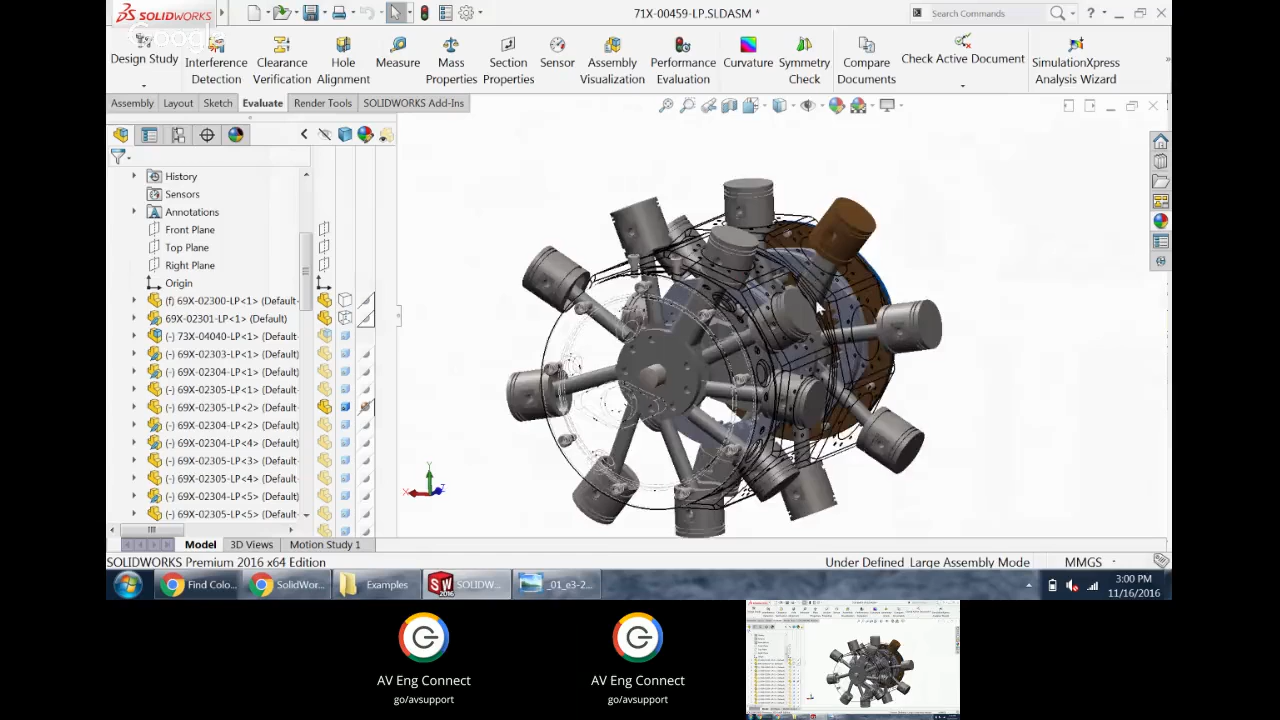 SOLIDWORKS
Google
71X-00459-LP.SLDASM *
Search Commands
?
Design Study
Interference
Detection
Clearance
Verification
Hole
Alignment
Measure
Mass
Properties
Section
Properties
Sensor
Assembly
Visualization
Performance
Evaluation
Curvature
Symmetry
Check
Compare
Documents
Check Active Document
SimulationXpress
Analysis Wizard
Assembly Layout Sketch Evaluate Render Tools SOLIDWORKS Add-Ins
History
Sensors
Annotations
Front Plane
Top Plane
Right Plane
Origin
(f) 69X-02300-LP<1> (Default-
69X-02301-LP<1> (Default)
(-) 73X-04040-LP<1> (Default
(-) 69X-02303-LP<1> (Default-
(-) 69X-02304-LP<1> (Default-
(-) 69X-02305-LP<1> (Default-
(-) 69X-02305-LP<2> (Default-
(-) 69X-02304-LP<2> (Default-
(-) 69X-02304-LP<4> (Default-
(-) 69X-02305-LP<3> (Default-
(-) 69X-02305-LP<4> (Default-
(-) 69X-02304-LP<5> (Default-
(-) 69X-02305-LP<5> (Default-
Y
X
Z
Model 3D Views Motion Study 1
SOLIDWORKS Premium 2016 x64 Edition
Under Defined Large Assembly Mode MMGS
Find Colo...
SolidWor...
Examples
SOLIDW...
_01_e3-2...
3:00 PM
11/16/2016
AV Eng Connect
go/avsupport
AV Eng Connect
go/avsupport